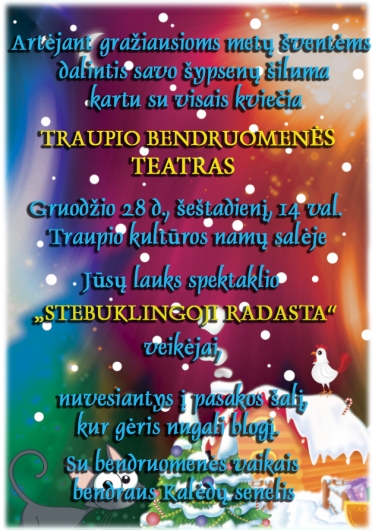 Artėjant gražiausioms metų šventėms
dalintis savo šypsenų šiluma
kartu su visais kviečia
TRAUPIO BENDRUOMENĖS
TEATRAS
Gruodžio 28 d., šeštadienį, 14 val.
Traupio kultūros namų salėje
Jūsų lauks spektaklio
„STEBUKLINGOJI RADASTA“
veikėjai,
nuvesiantys į pasakos šalį,
kur gėris nugali blogį.
Su bendruomenės vaikais
bendraus Kalėdų senelis